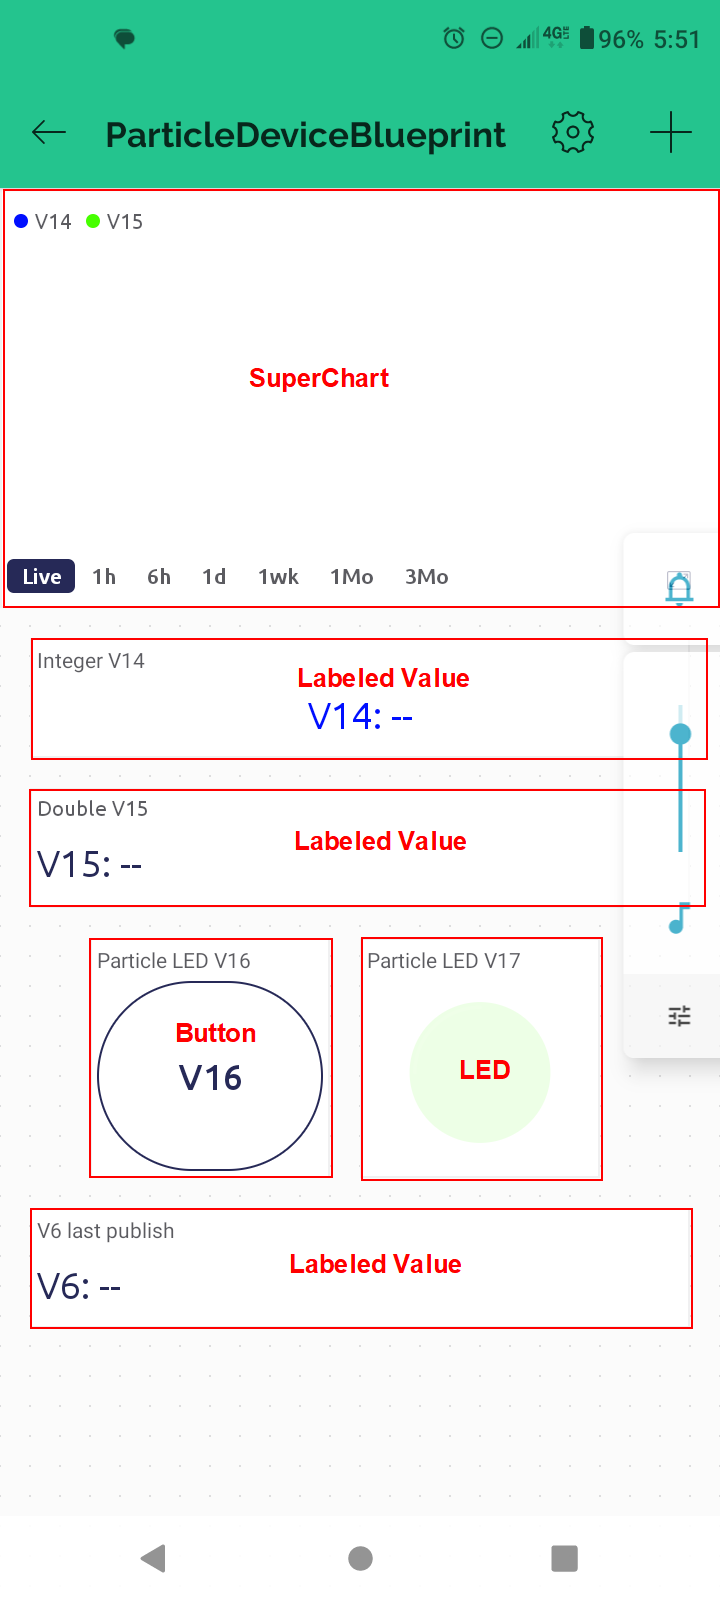 4G 96% 5:51
ParticleDeviceBlueprint
V14 V15
SuperChart
Live 1h 6h 1d 1wk 1Mo 3Mo
Integer V14
Labeled Value
V14: --
Double V15
Labeled Value
V15: --
Particle LED V16 Particle LED V17
Button
V16
LED
V6 last publish
Labeled Value
V6: --